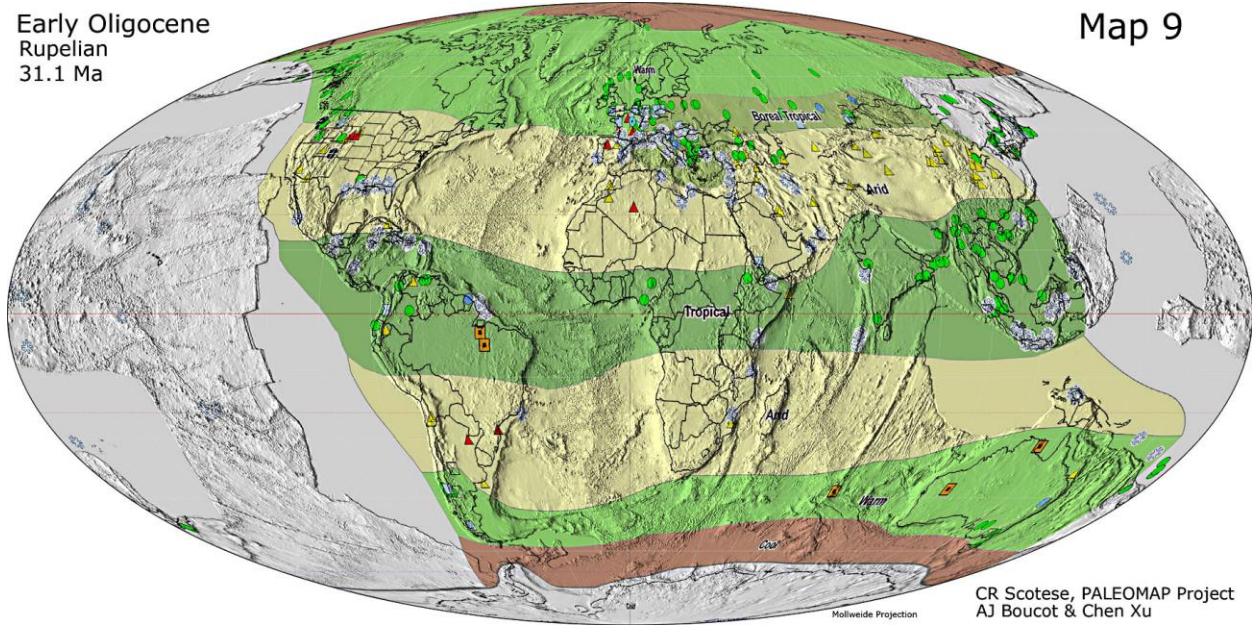 Early Oligocene
Rupelian
31.1 Ma
Map 9
Warm
Boreal Tropical
Arid
Tropical
Arid
Warm
Cool
Mollweide Projection
CR Scotese, PALEOMAP Project
AJ Boucot & Chen Xu